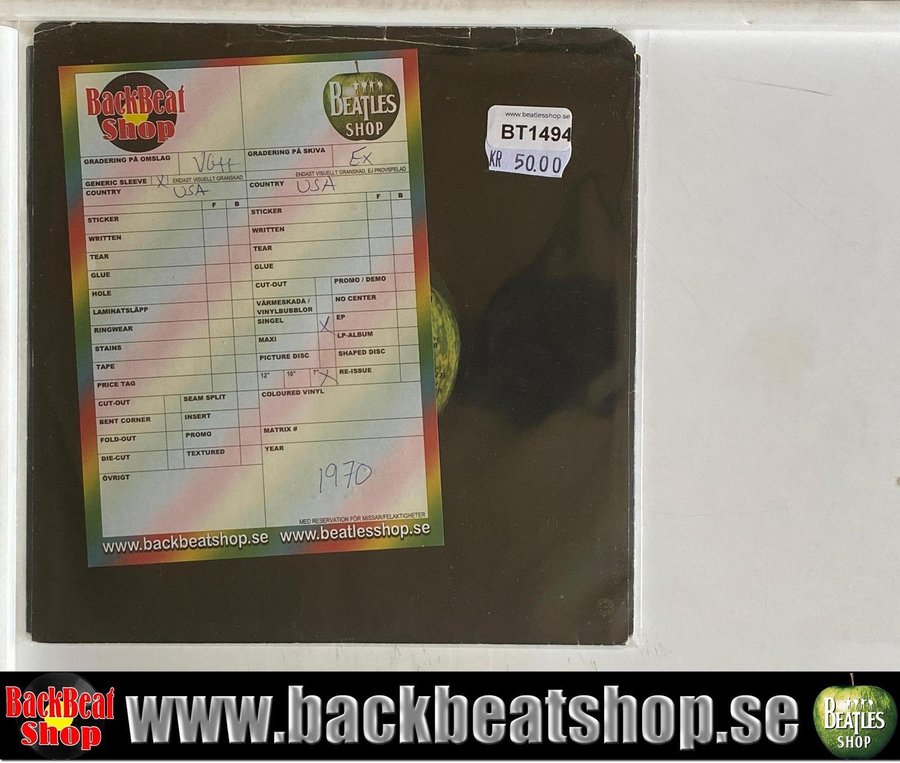 BackBeat
Shop
BEATLES
SHOP
GRADERING PÅ OMSLAG VG++
GRADERING PÅ SKIVA Ex
GENERIC SLEEVE X ENDAST VISUELLT GRANSKAD
ENDAST VISUELLT GRANSKAD, EJ PROVSPELAD
COUNTRY USA
COUNTRY USA
F B
F B
STICKER
WRITTEN
TEAR
GLUE
HOLE
LAMINATSLÄPP
RINGWEAR
STAINS
TAPE
PRICE TAG
STICKER
WRITTEN
TEAR
GLUE
CUT-OUT
PROMO / DEMO
VÄRMESKADA /
VINYLBUBBLOR
NO CENTER
SINGEL X
EP
MAXI
LP-ALBUM
PICTURE DISC
SHAPED DISC
12" 10" 7" X
RE-ISSUE
CUT-OUT
SEAM SPLIT
BENT CORNER
INSERT
FOLD-OUT
PROMO
DIE-CUT
TEXTURED
ÖVRIGT
COLOURED VINYL
MATRIX #
YEAR
1970
MED RESERVATION FÖR MISSAR/FELAKTIGHETER
www.backbeatshop.se www.beatlesshop.se
www.beatlesshop.se
BT1494
KR 50.00
BackBeat
Shop
www.backbeatshop.se
BEATLES
SHOP